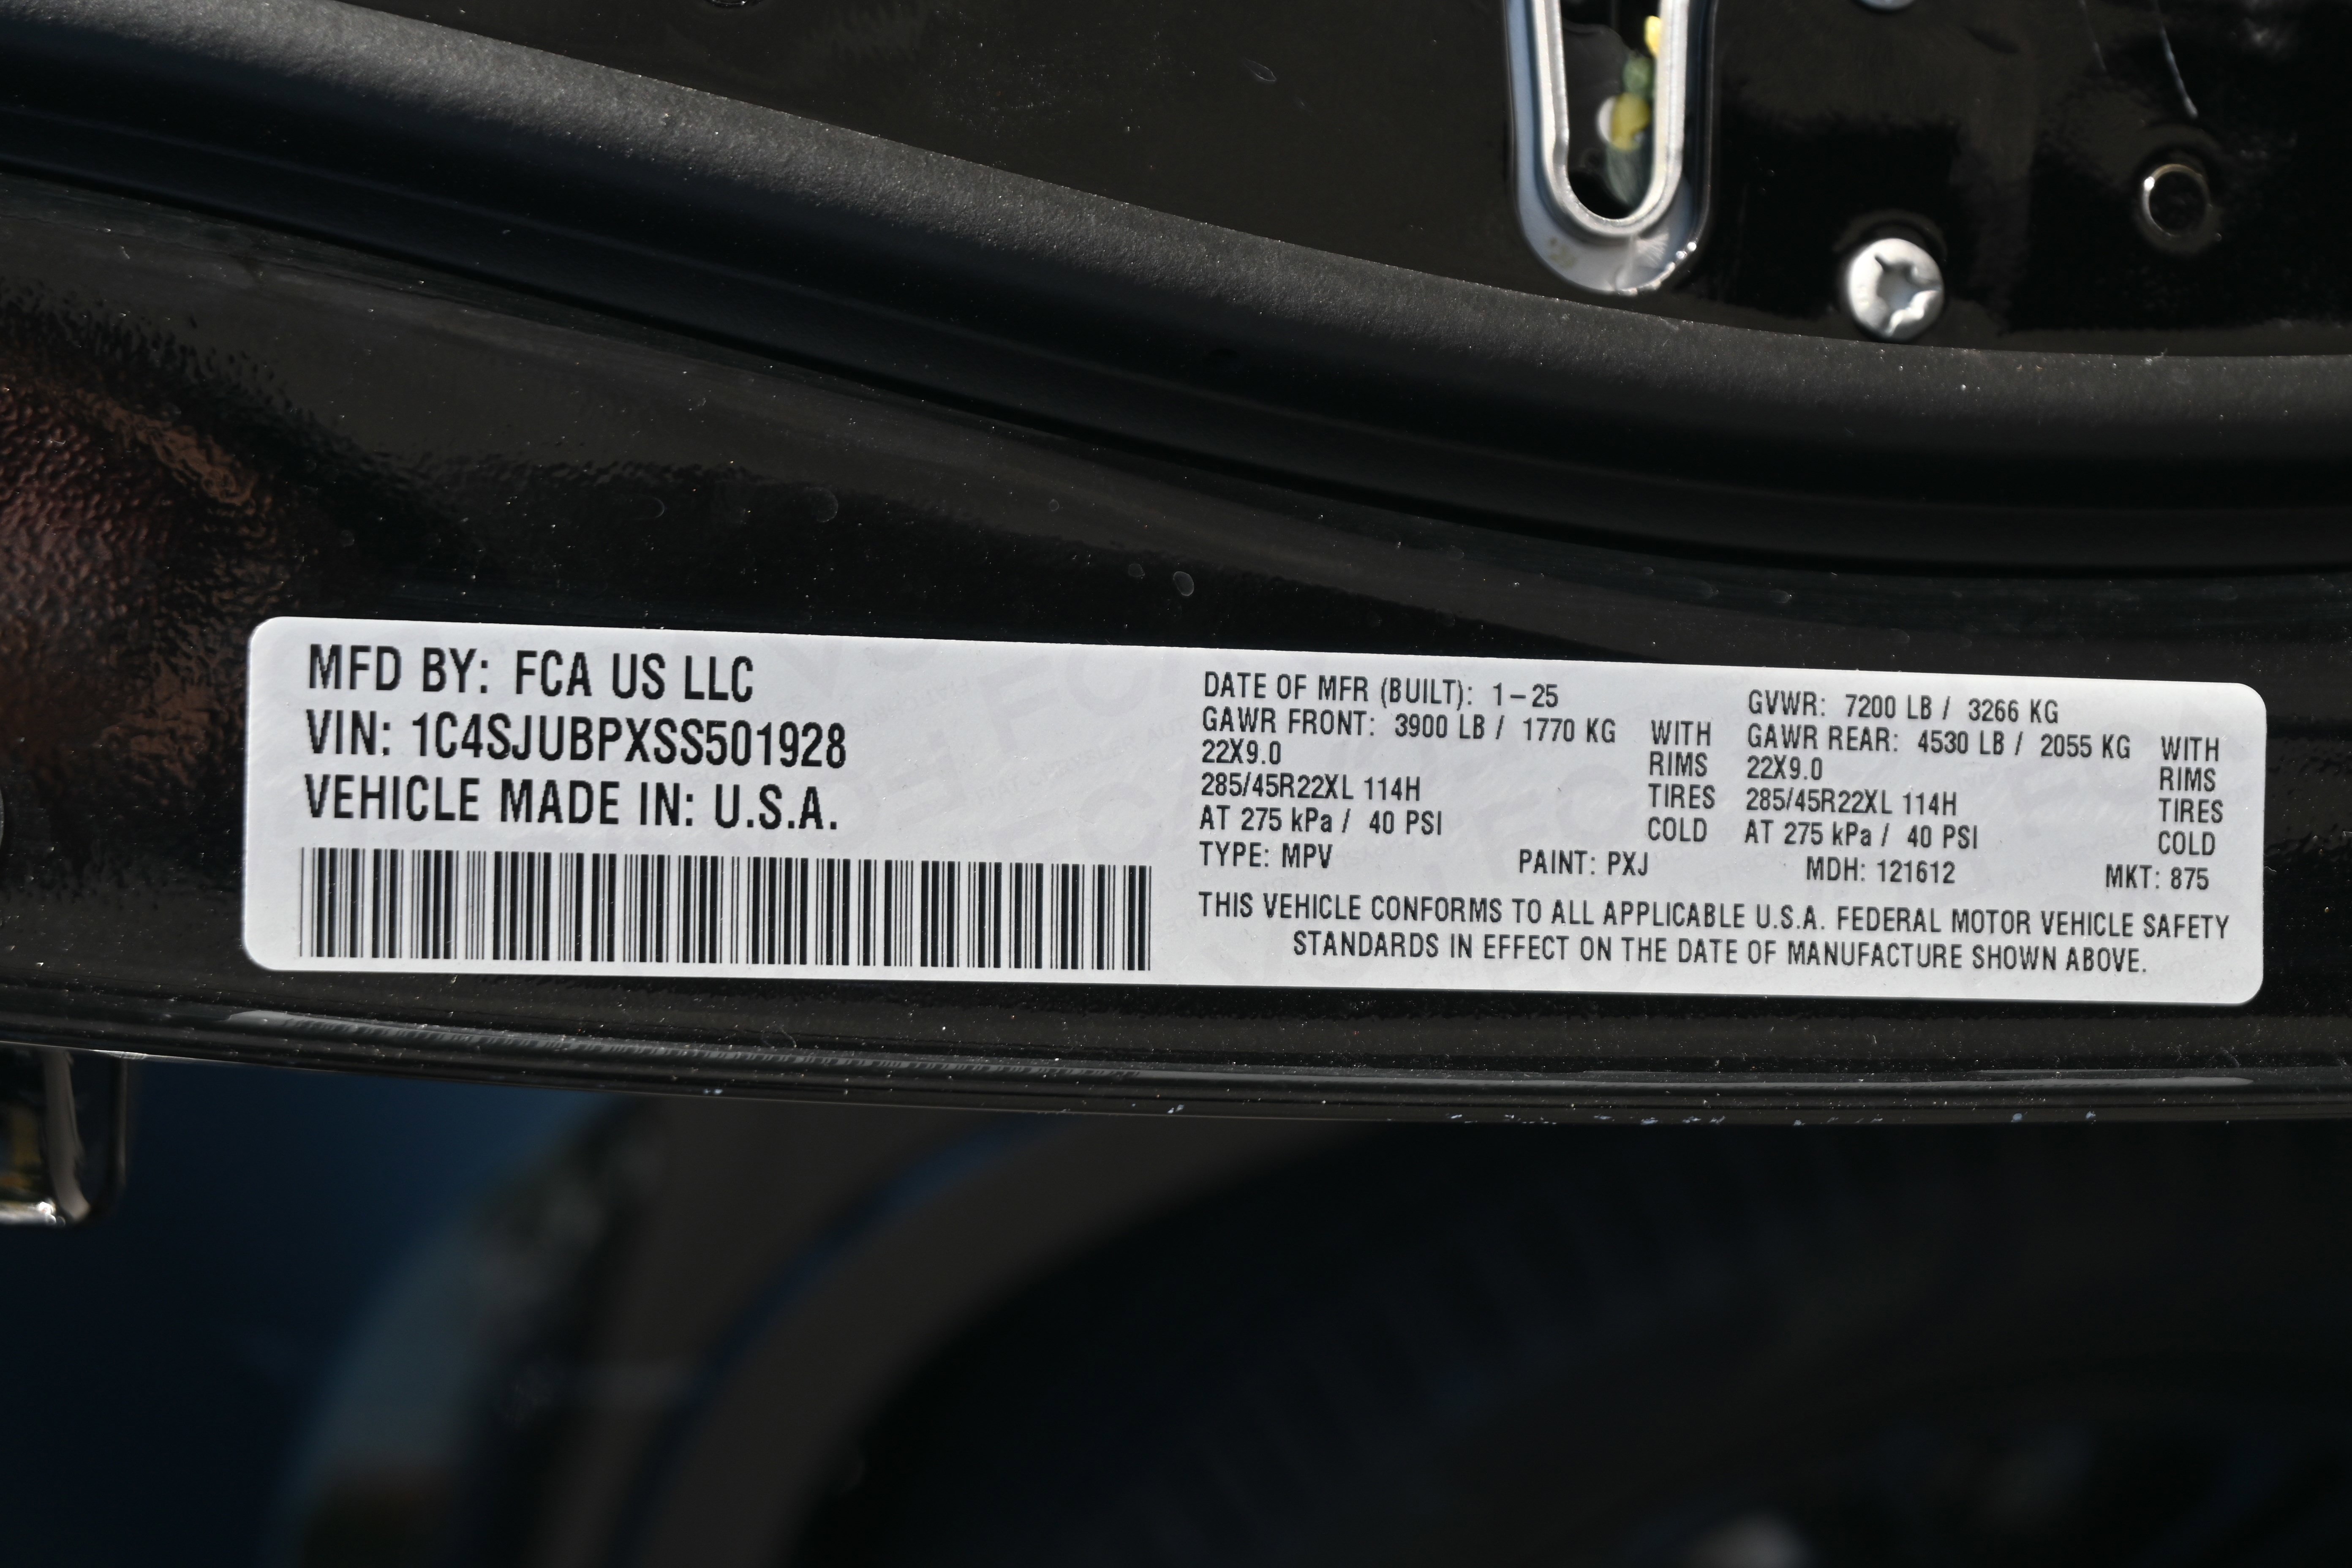 MFD BY: FCA US LLC
VIN: 1C4SJUBPXSS501928
VEHICLE MADE IN: U.S.A.
DATE OF MFR (BUILT): 1-25 GVWR: 7200 LB / 3266 KG
GAWR FRONT: 3900 LB / 1770 KG WITH GAWR REAR: 4530 LB / 2055 KG WITH
22X9.0 RIMS 22X9.0 RIMS
285/45R22XL 114H TIRES 285/45R22XL 114H TIRES
AT 275 kPa / 40 PSI COLD AT 275 kPa / 40 PSI COLD
TYPE: MPV PAINT: PXJ MDH: 121612 MKT: 875
THIS VEHICLE CONFORMS TO ALL APPLICABLE U.S.A. FEDERAL MOTOR VEHICLE SAFETY
STANDARDS IN EFFECT ON THE DATE OF MANUFACTURE SHOWN ABOVE.